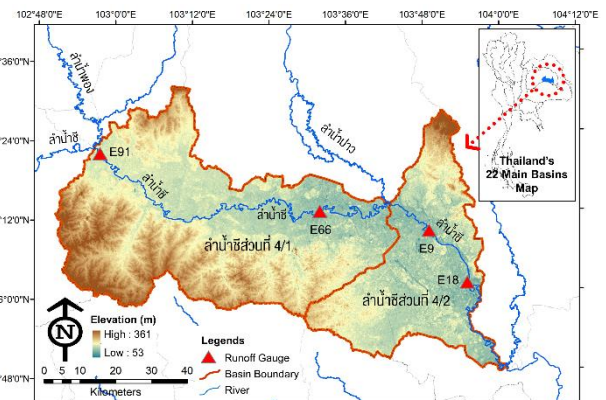 102°48'0"E 103°0'0"E 103°12'0"E 103°24'0"E 103°36'0"E 103°48'0"E 104°0'0"E 104°12'0"E
°36'0"N
°24'0"N
°12'0"N
°6'0"N
°48'0"N
ลำน้ำพอง
ลำน้ำชี
E91
ลำน้ำชี
ลำน้ำปาว
ลำน้ำชี
E66
ลำน้ำชี
E9
E18
ลำน้ำชีส่วนที่ 4/1
ลำน้ำชีส่วนที่ 4/2
Thailand's
22 Main Basins
Map
N
Elevation (m)
High : 361
Low : 53
0 5 10 20 30 40
Kilometers
Legends
Runoff Gauge
Basin Boundary
River